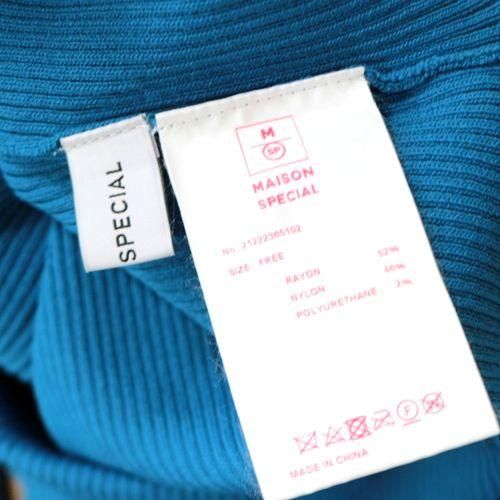 SPECIAL
M
SP
MAISON
SPECIAL
No. 21222365102
SIZE FREE
RAYON 52%
NYLON 46%
POLYURETHANE 2%
F
MADE IN CHINA